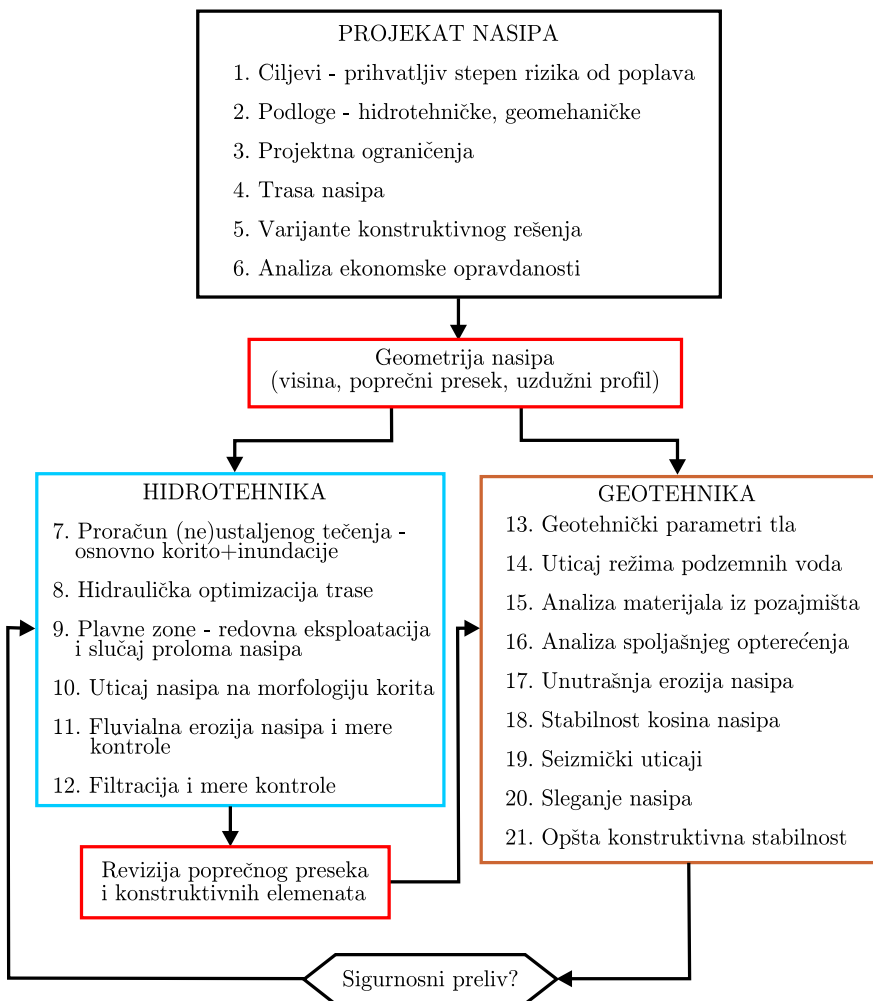 PROJEKAT NASIPA
1. Ciljevi - prihvatljiv stepen rizika od poplava
2. Podloge - hidrotehničke, geomehaničke
3. Projektna ograničenja
4. Trasa nasipa
5. Varijante konstruktivnog rešenja
6. Analiza ekonomske opravdanosti
Geometrija nasipa
(visina, poprečni presek, uzdužni profil)
HIDROTEHNIKA
7. Proračun (ne)ustaljenog tečenja -
osnovno korito+inundacije
8. Hidraulička optimizacija trase
9. Plavne zone - redovna eksploatacija
i slučaj proloma nasipa
10. Uticaj nasipa na morfologiju korita
11. Fluvialna erozija nasipa i mere
kontrole
12. Filtracija i mere kontrole
Revizija poprečnog preseka
i konstruktivnih elemenata
GEOTEHNIKA
13. Geotehnički parametri tla
14. Uticaj režima podzemnih voda
15. Analiza materijala iz pozajmišta
16. Analiza spoljašnjeg opterećenja
17. Unutrašnja erozija nasipa
18. Stabilnost kosina nasipa
19. Seizmički uticaji
20. Sleganje nasipa
21. Opšta konstruktivna stabilnost
Sigurnosni preliv?